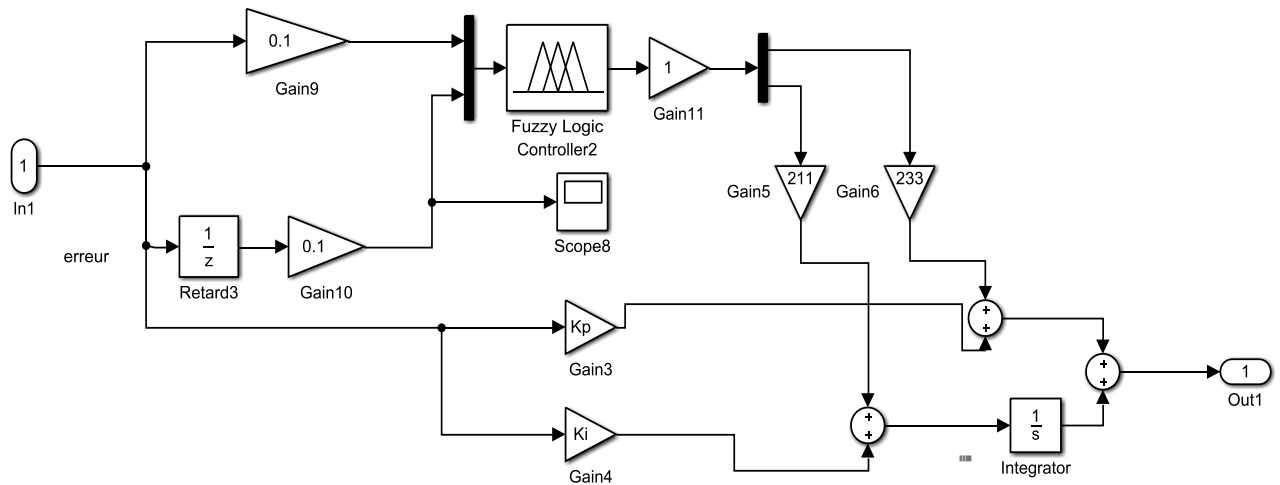 0.1
Gain9
Fuzzy Logic
Controller2
1
Gain11
1
In1
erreur
1
z
Retard3
0.1
Gain10
Scope8
211
Gain5
233
Gain6
Kp
Gain3
Ki
Gain4
+
+
+
+
+
+
1
s
Integrator
1
Out1